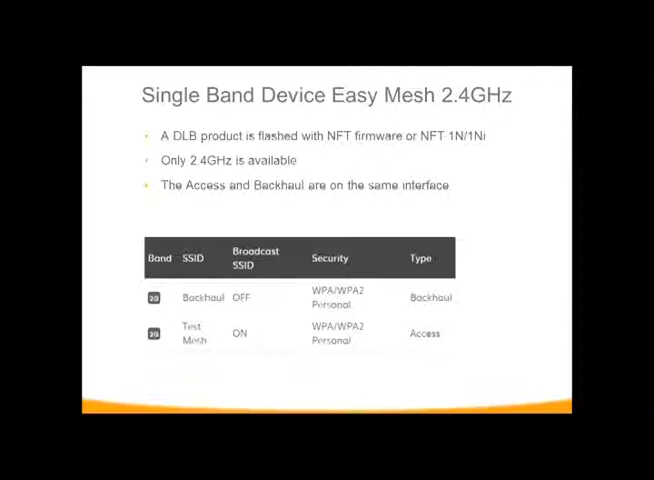 Single Band Device Easy Mesh 2.4GHz
A DLB product is flashed with NFT firmware or NFT 1N/1Ni
Only 2.4GHz is available
The Access and Backhaul are on the same interface
Band SSID Broadcast SSID Security Type
2G Backhaul OFF WPA/WPA2 Personal Backhaul
2G Test Mesh ON WPA/WPA2 Personal Access